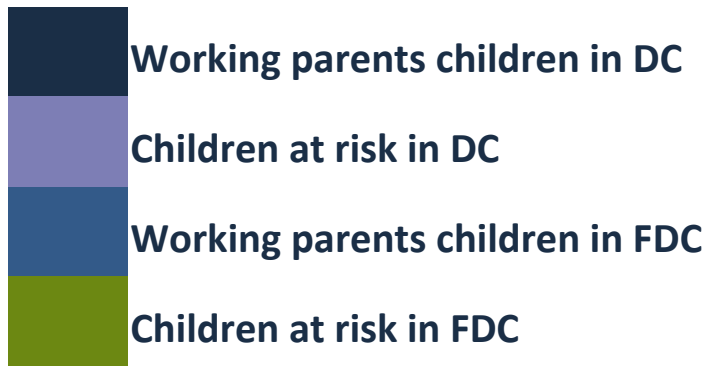 Working parents children in DC
Children at risk in DC
Working parents children in FDC
Children at risk in FDC